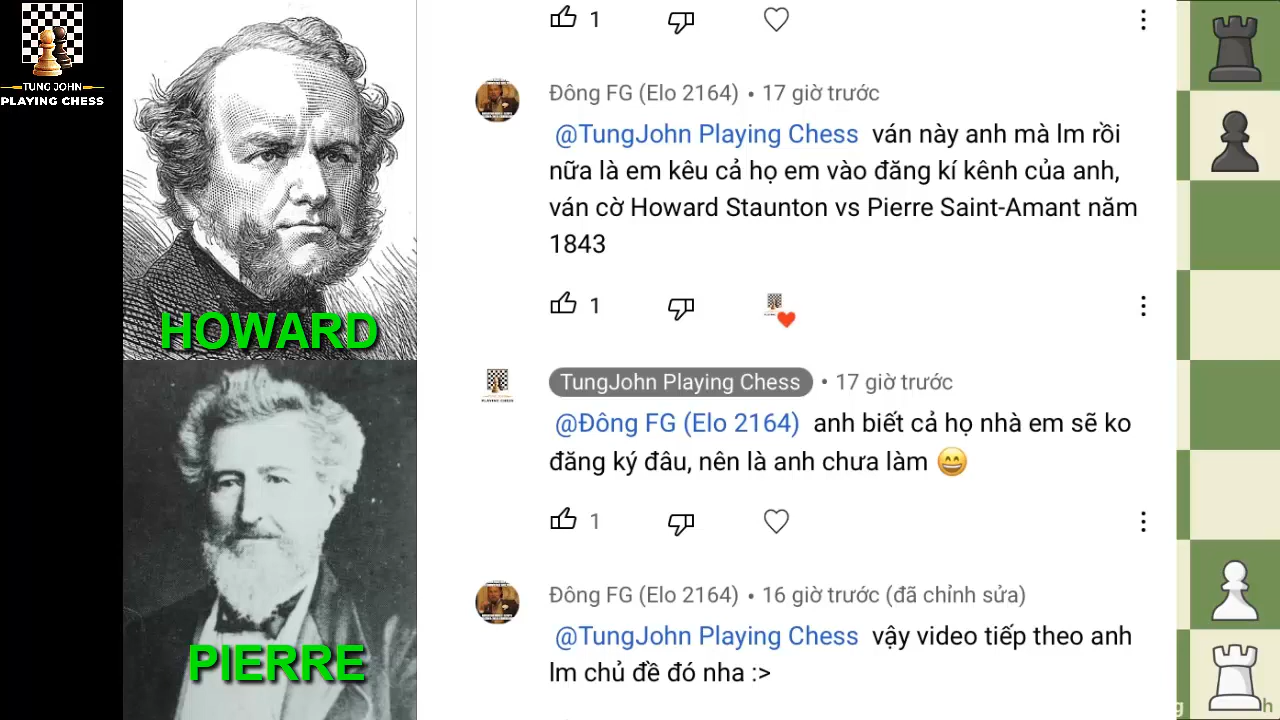 TUNG JOHN
PLAYING CHESS
HOWARD
PIERRE
1
Đông FG (Elo 2164) • 17 giờ trước
@TungJohn Playing Chess ván này anh mà lm rồi
nữa là em kêu cả họ em vào đăng kí kênh của anh,
ván cờ Howard Staunton vs Pierre Saint-Amant năm
1843
1
TungJohn Playing Chess • 17 giờ trước
@Đông FG (Elo 2164) anh biết cả họ nhà em sẽ ko
đăng ký đâu, nên là anh chưa làm 😄
1
Đông FG (Elo 2164) • 16 giờ trước (đã chỉnh sửa)
@TungJohn Playing Chess vậy video tiếp theo anh
lm chủ đề đó nha :>
g h